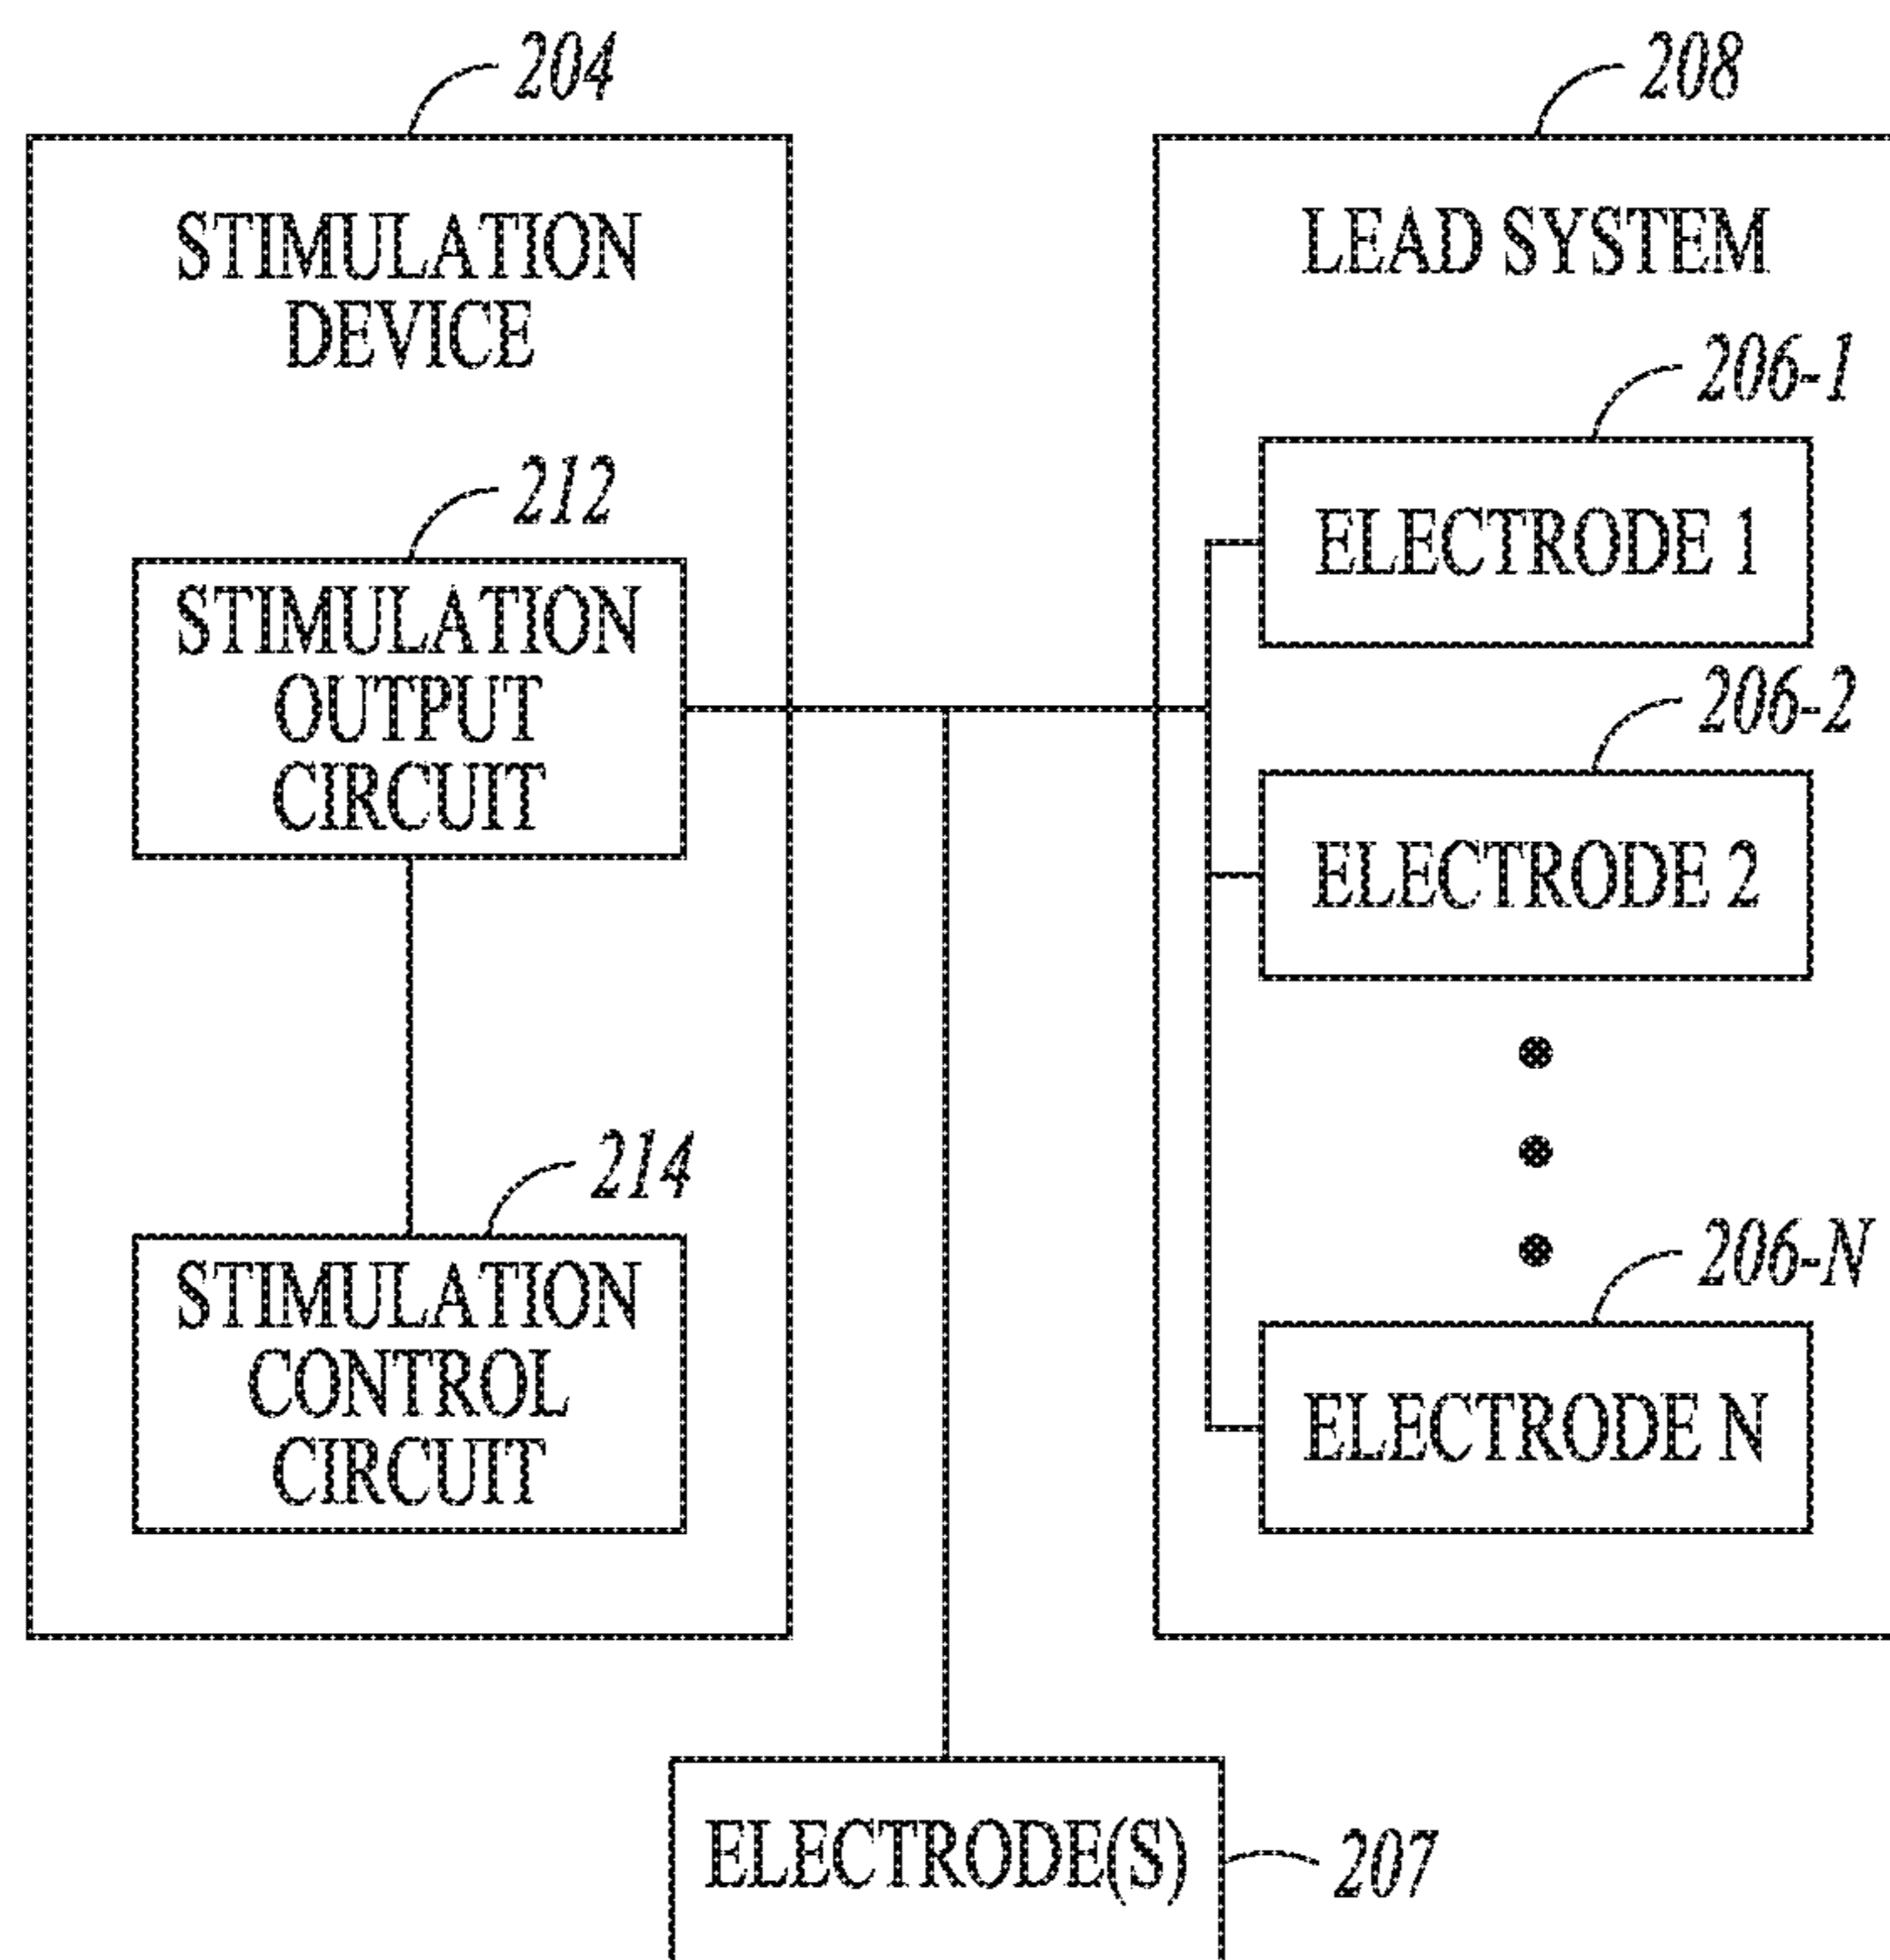 204
STIMULATION
DEVICE
212
STIMULATION
OUTPUT
CIRCUIT
214
STIMULATION
CONTROL
CIRCUIT
208
LEAD SYSTEM
206-1
ELECTRODE 1
206-2
ELECTRODE 2
206-N
ELECTRODE N
ELECTRODE(S)
207